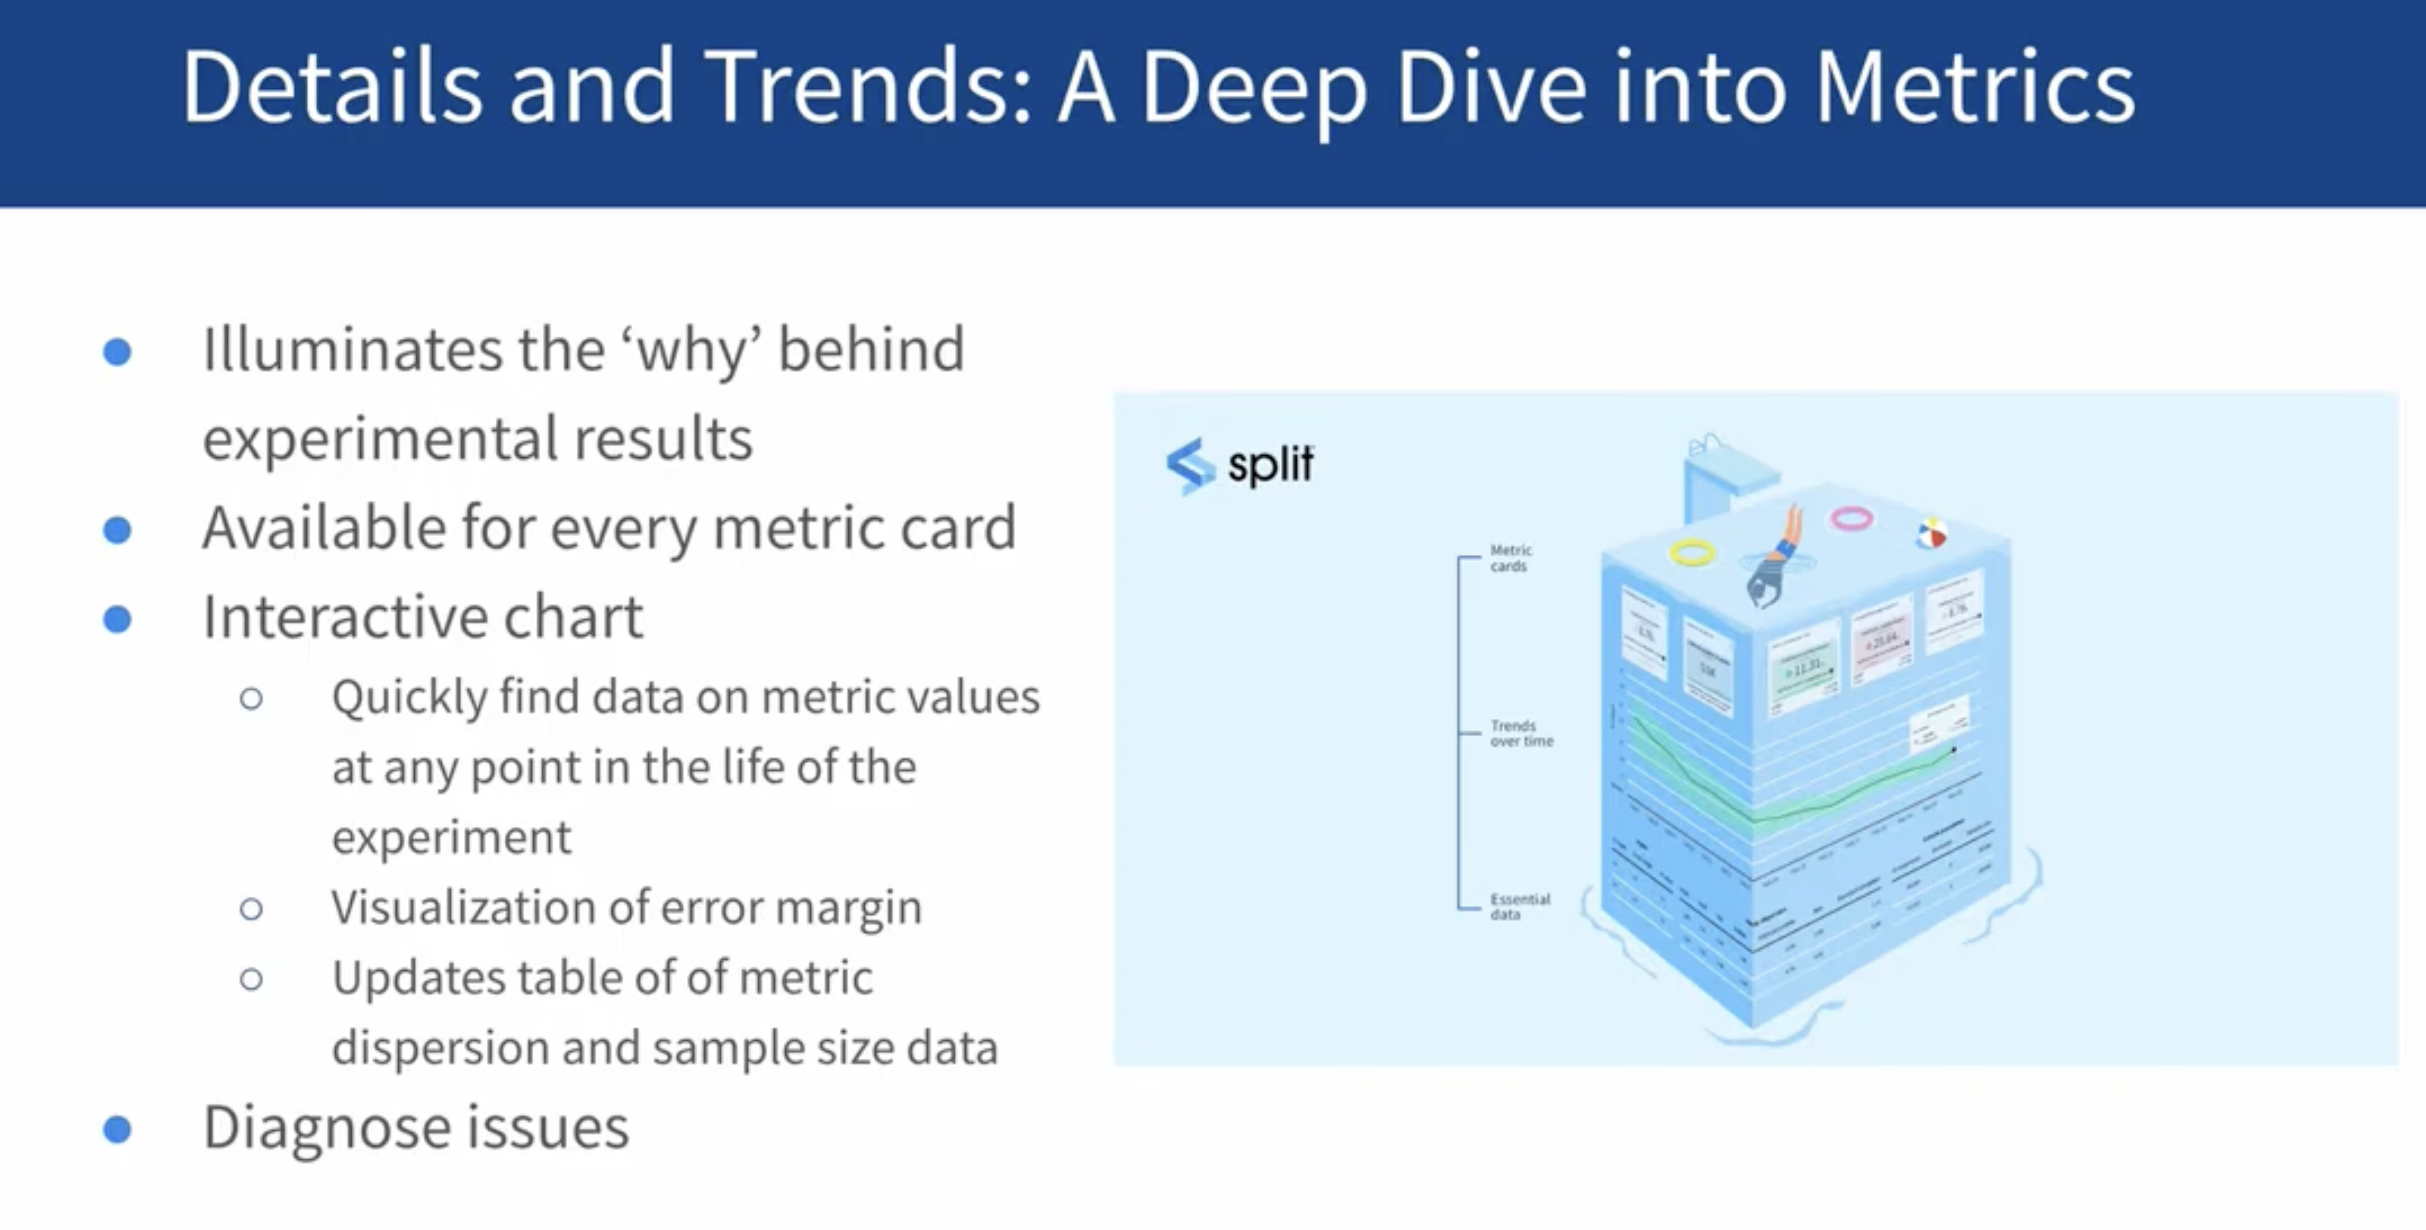 Details and Trends: A Deep Dive into Metrics
Illuminates the ‘why’ behind
experimental results
Available for every metric card
Interactive chart
Quickly find data on metric values
at any point in the life of the
experiment
Visualization of error margin
Updates table of of metric
dispersion and sample size data
Diagnose issues
split
Metric
cards
Trends
over time
Essential
data